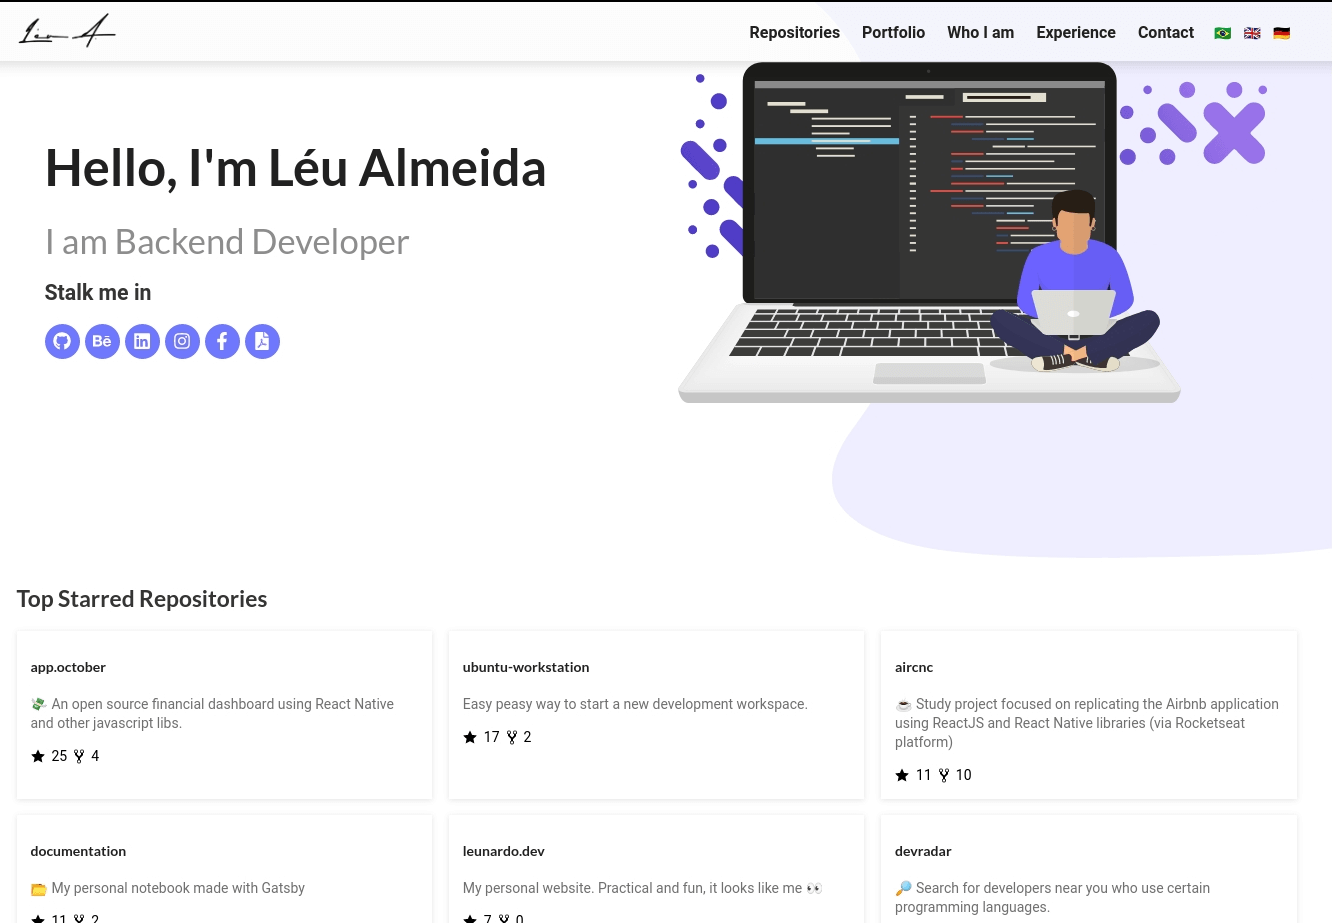 Léu A
Repositories Portfolio Who I am Experience Contact
Hello, I'm Léu Almeida
I am Backend Developer
Stalk me in
Bē in
Top Starred Repositories
app.october
💸 An open source financial dashboard using React Native
and other javascript libs.
25 4
ubuntu-workstation
Easy peasy way to start a new development workspace.
17 2
aircnc
☕ Study project focused on replicating the Airbnb application
using ReactJS and React Native libraries (via Rocketseat
platform)
11 10
documentation
📂 My personal notebook made with Gatsby
11 2
leunardo.dev
My personal website. Practical and fun, it looks like me 👀
7 0
devradar
🔎 Search for developers near you who use certain
programming languages.